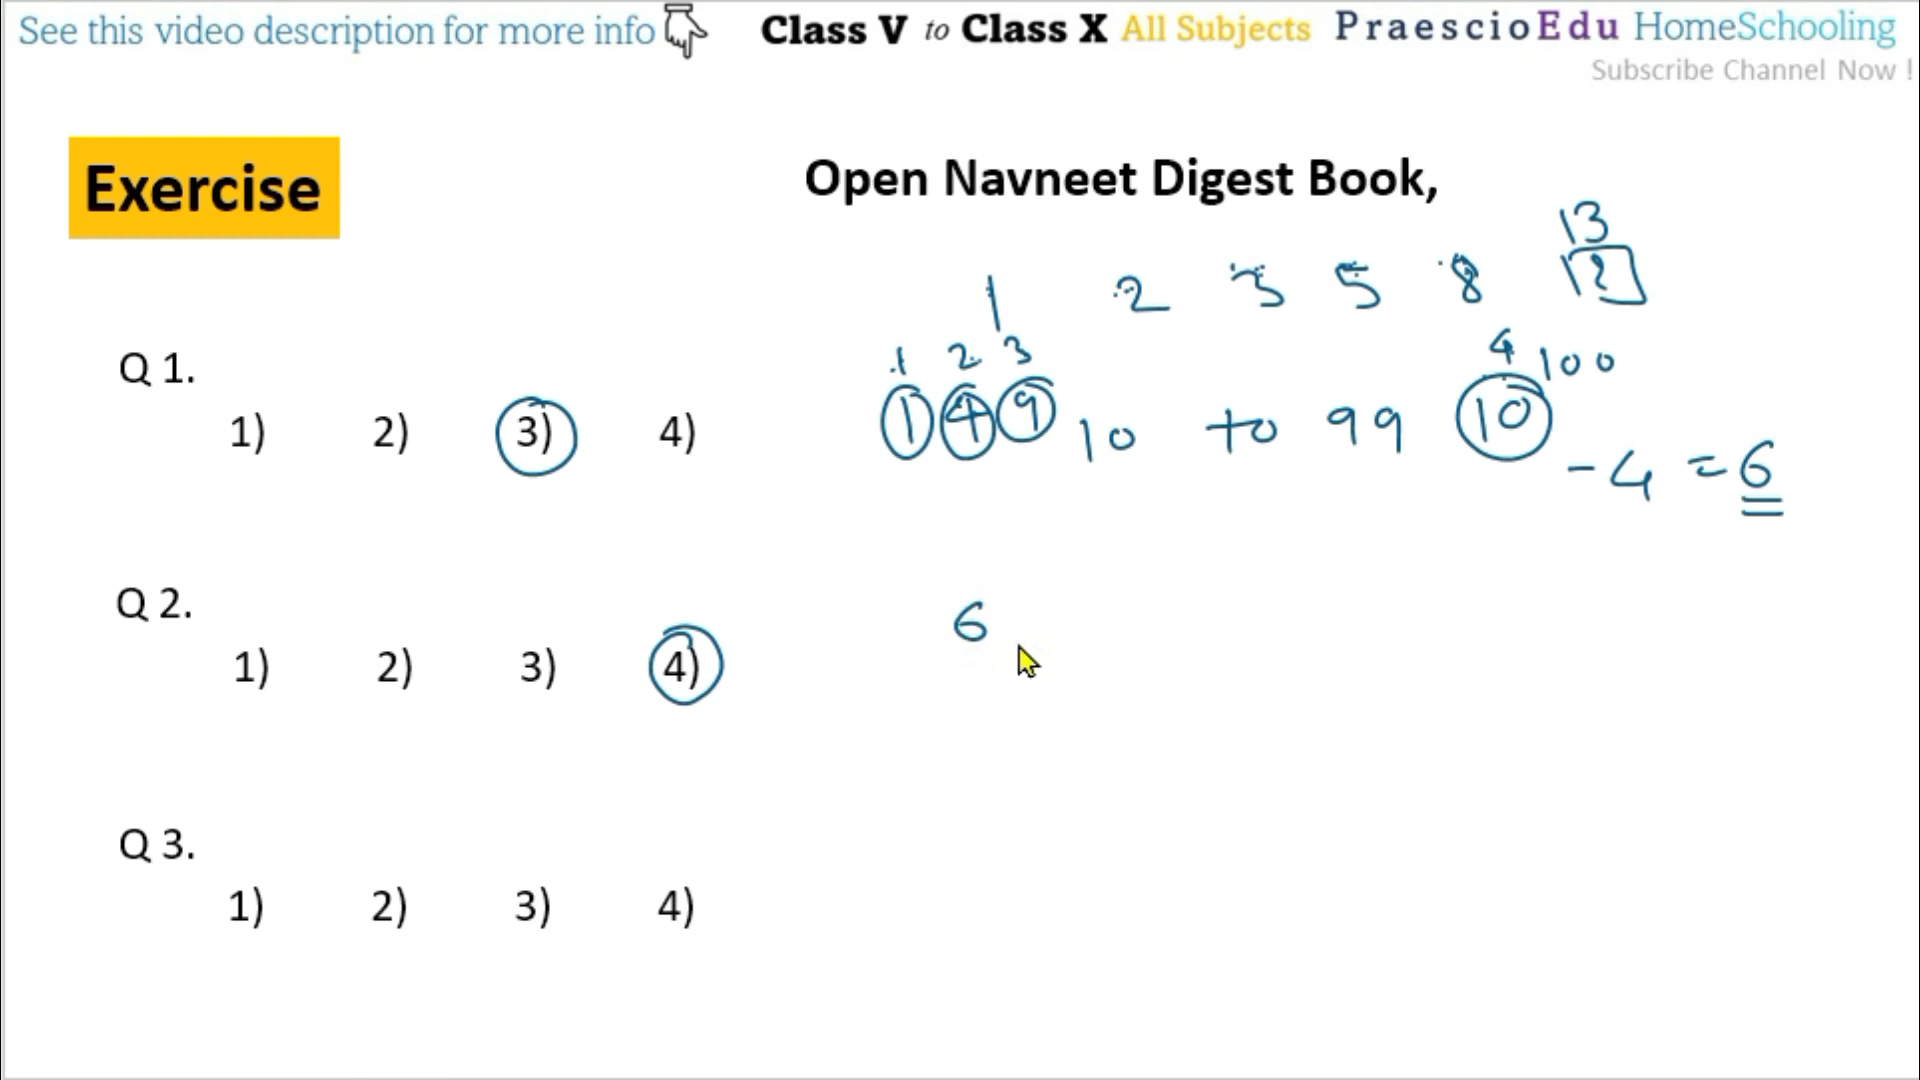 See this video description for more info Class V to Class X All Subjects PraescioEdu HomeSchooling
Subscribe Channel Now !
Exercise
Open Navneet Digest Book,
13
1 2 3 5 8 12
Q 1.
1 2 3 4 100
1) 2) 3) 4)
1 4 9 10 to 99 10
- 4 = 6
Q 2.
6
1) 2) 3) 4)
Q 3.
1) 2) 3) 4)